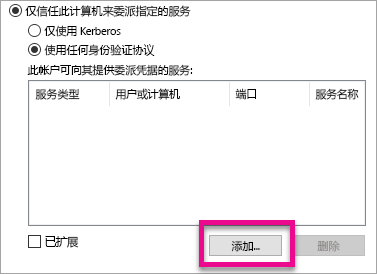 仅信任此计算机来委派指定的服务
仅使用 Kerberos
使用任何身份验证协议
此帐户可向其提供委派凭据的服务:
服务类型 用户或计算机 端口 服务名称
已扩展 添加... 删除